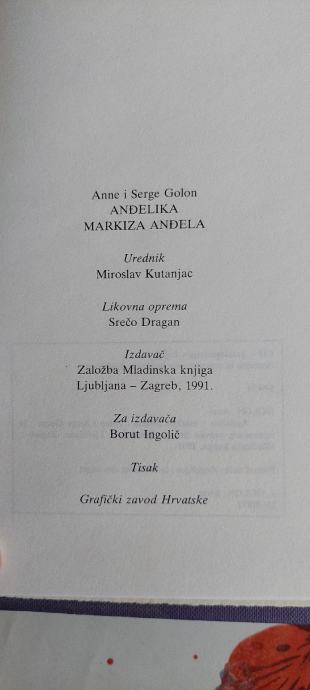 Anne i Serge Golon
ANĐELIKA
MARKIZA ANĐELA
Urednik
Miroslav Kutanjac
Likovna oprema
Srečo Dragan
Izdavač
Založba Mladinska knjiga
Ljubljana – Zagreb, 1991.
Za izdavača
Borut Ingolič
Tisak
Grafički zavod Hrvatske